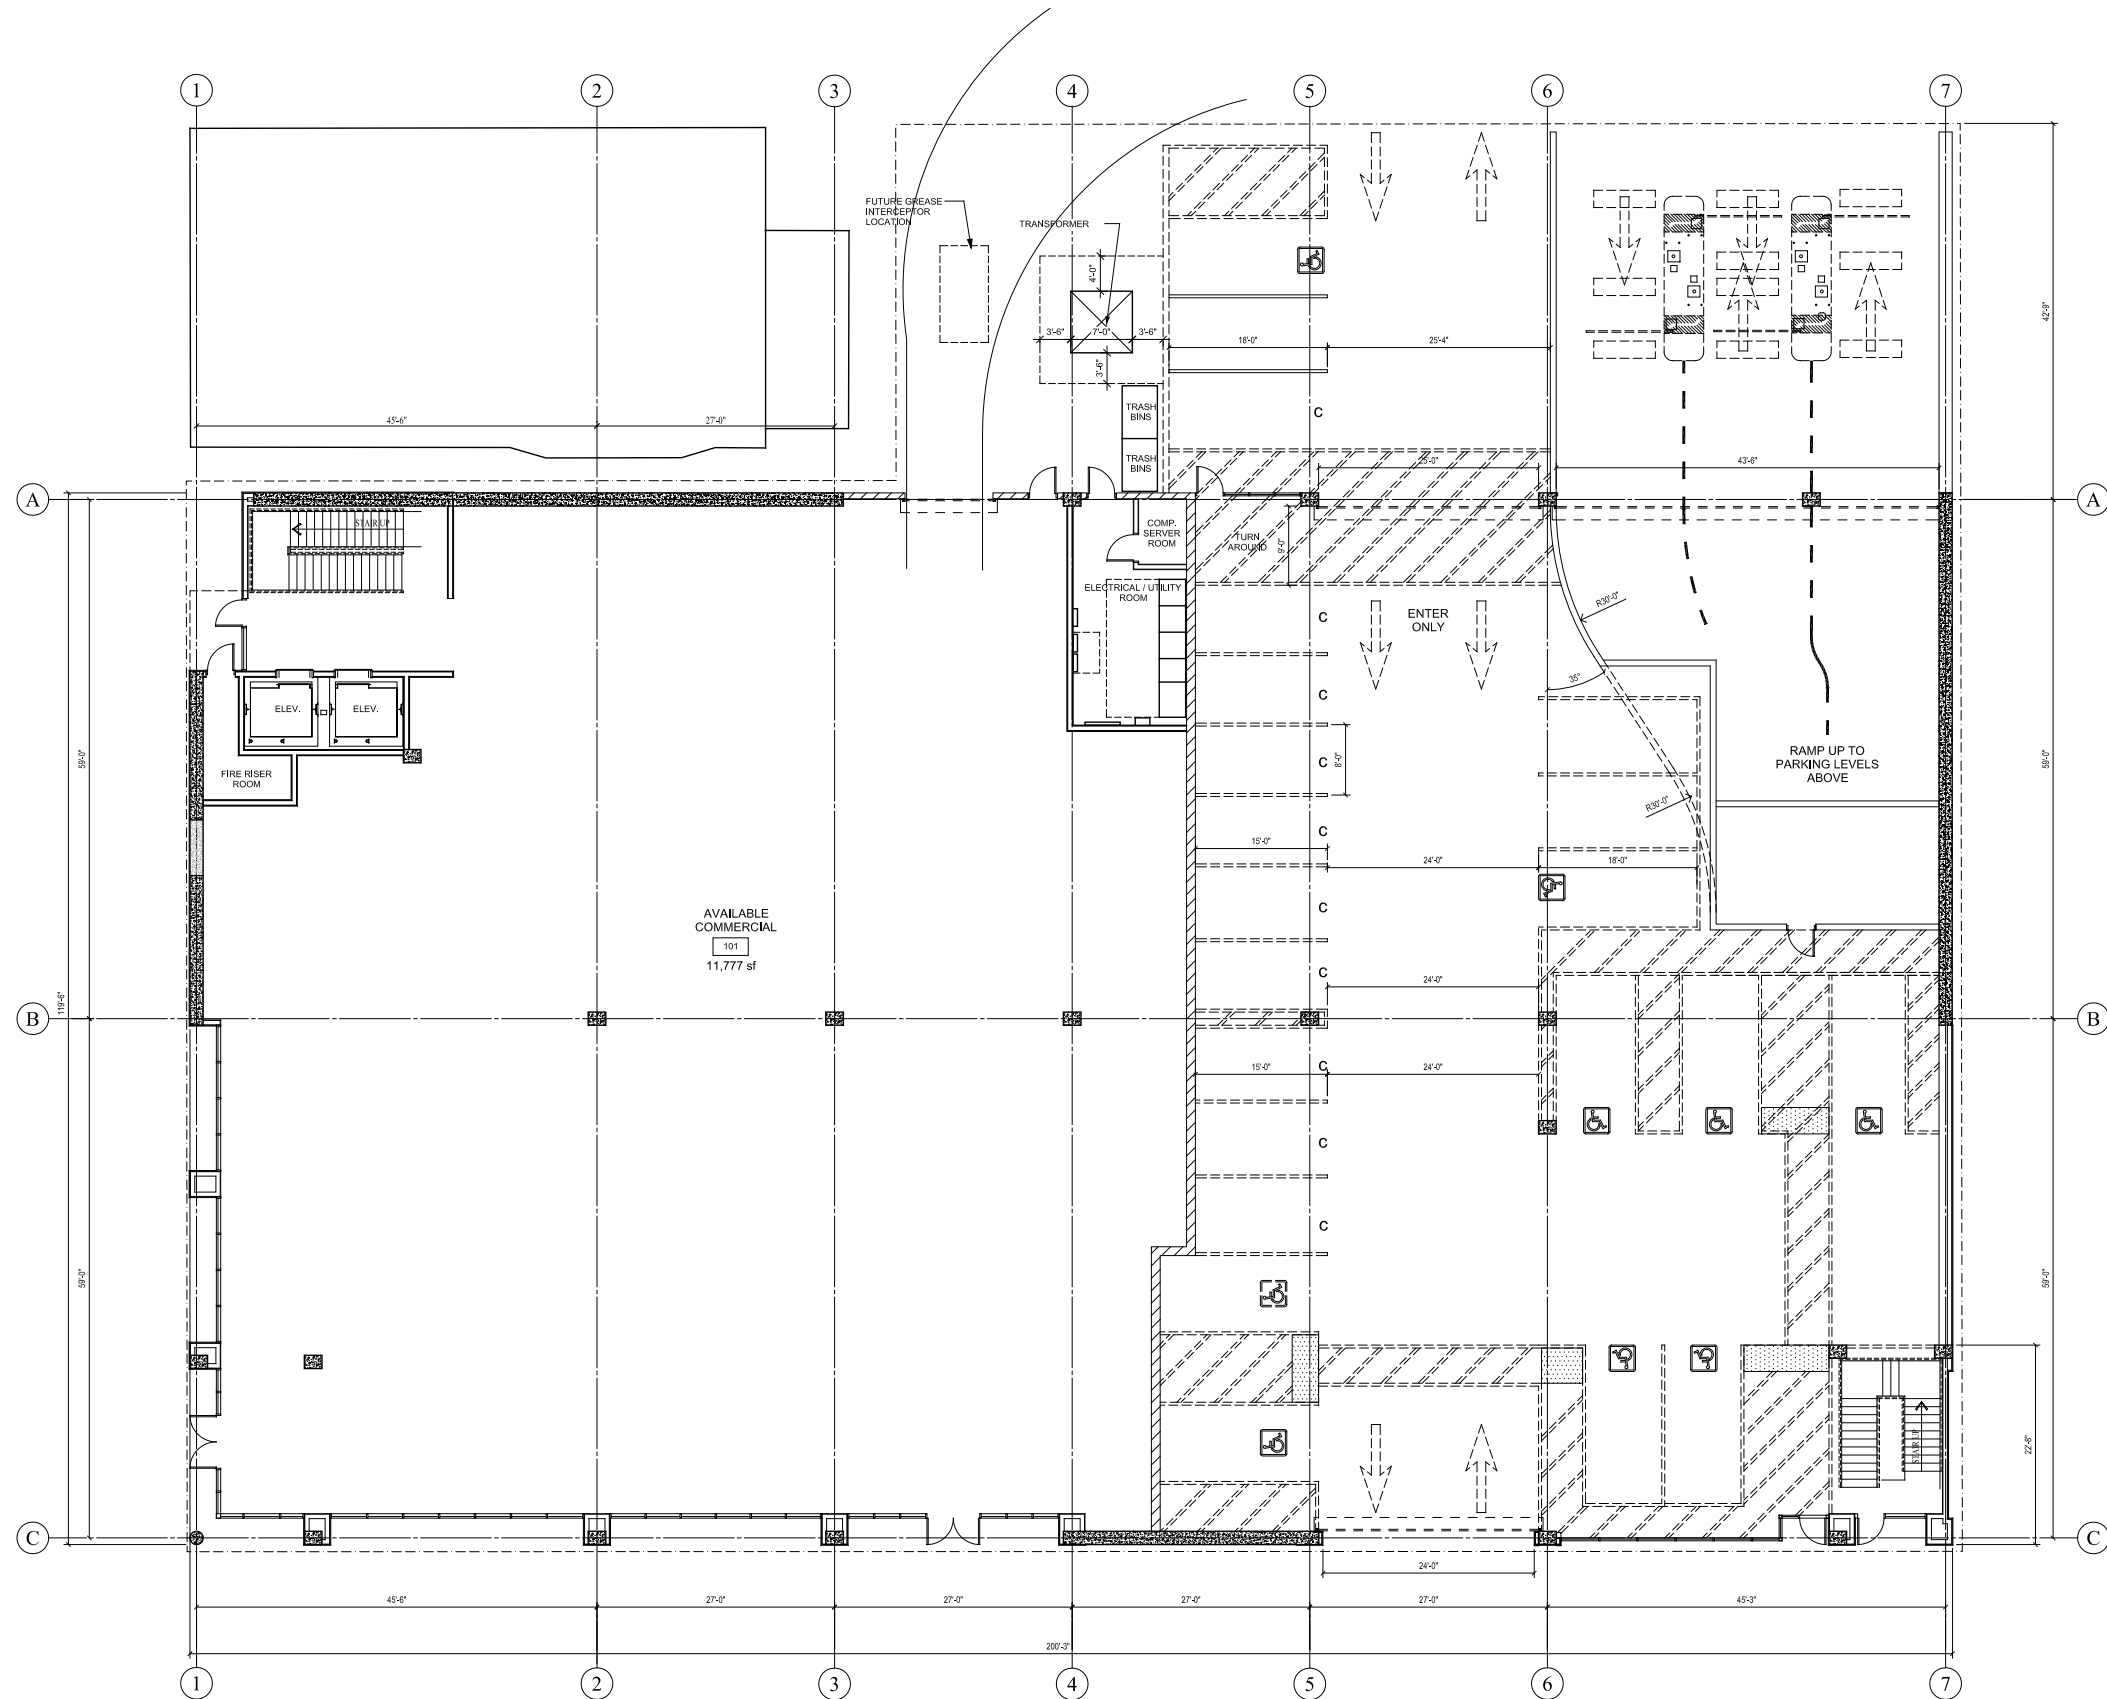 1 2 3 4 5 6 7
FUTURE GREASE
INTERCEPTOR
LOCATION
TRANSFORMER
4'-0"
3'-6" 7'-0" 3'-6"
3'-6"
18'-0" 25'-4"
42'-9"
TRASH
BINS
C
45'-6" 27'-0"
TRASH
BINS
25'-0" 43'-6"
A A
STAIR UP
COMP.
SERVER
ROOM
TURN
AROUND
9'-0"
ELECTRICAL / UTILITY
ROOM
C
ENTER
ONLY
R30'-0"
35°
C
ELEV. ELEV.
59'-0"
C
8'-0"
RAMP UP TO
PARKING LEVELS
ABOVE
59'-0"
FIRE RISER
ROOM
R30'-0"
C
15'-0"
24'-0" 18'-0"
C
AVAILABLE
COMMERCIAL
101
11,777 sf
C
24'-0"
119'-6"
B B
C
15'-0" 24'-0"
C
C
59'-0"
59'-0"
22'-8"
STAIR UP
C C
24'-0"
45'-6" 27'-0" 27'-0" 27'-0" 27'-0" 45'-3"
200'-3"
1 2 3 4 5 6 7